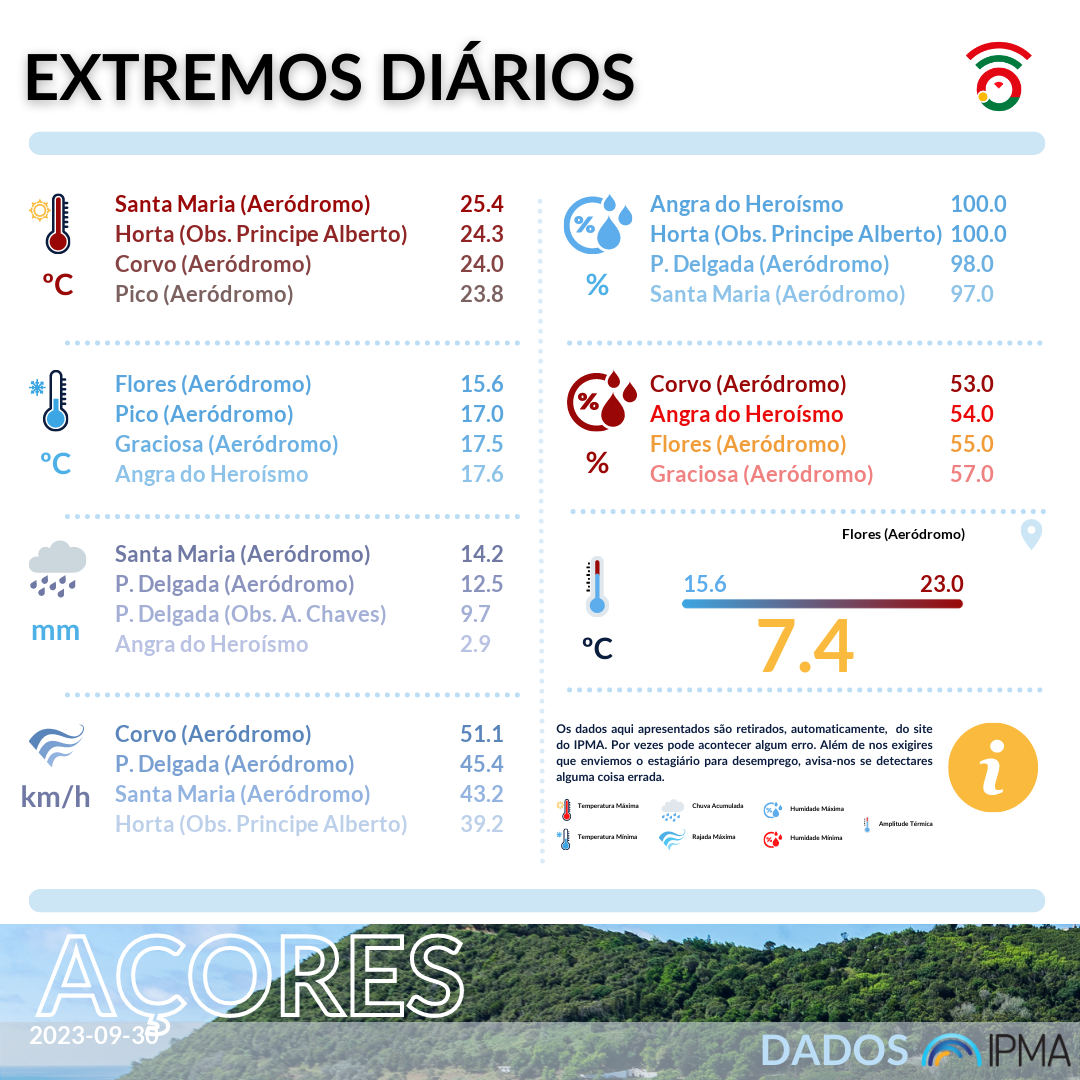 EXTREMOS DIÁRIOS
Santa Maria (Aeródromo) 25.4
Horta (Obs. Principe Alberto) 24.3
Corvo (Aeródromo) 24.0
Pico (Aeródromo) 23.8
ºC
Angra do Heroísmo 100.0
Horta (Obs. Principe Alberto) 100.0
P. Delgada (Aeródromo) 98.0
Santa Maria (Aeródromo) 97.0
%
%
Flores (Aeródromo) 15.6
Pico (Aeródromo) 17.0
Graciosa (Aeródromo) 17.5
Angra do Heroísmo 17.6
ºC
%
Corvo (Aeródromo) 53.0
Angra do Heroísmo 54.0
Flores (Aeródromo) 55.0
Graciosa (Aeródromo) 57.0
%
Santa Maria (Aeródromo) 14.2
P. Delgada (Aeródromo) 12.5
P. Delgada (Obs. A. Chaves) 9.7
Angra do Heroísmo 2.9
mm
Flores (Aeródromo)
15.6 23.0
7.4
ºC
Corvo (Aeródromo) 51.1
P. Delgada (Aeródromo) 45.4
Santa Maria (Aeródromo) 43.2
Horta (Obs. Principe Alberto) 39.2
km/h
Os dados aqui apresentados são retirados, automaticamente, do site
do IPMA. Por vezes pode acontecer algum erro. Além de nos exigires
que enviemos o estagiário para desemprego, avisa-nos se detectares
alguma coisa errada.
i
Temperatura Máxima Chuva Acumulada Humidade Máxima
Amplitude Térmica
Temperatura Mínima Rajada Máxima Humidade Mínima
AÇORES
2023-09-30
DADOS IPMA